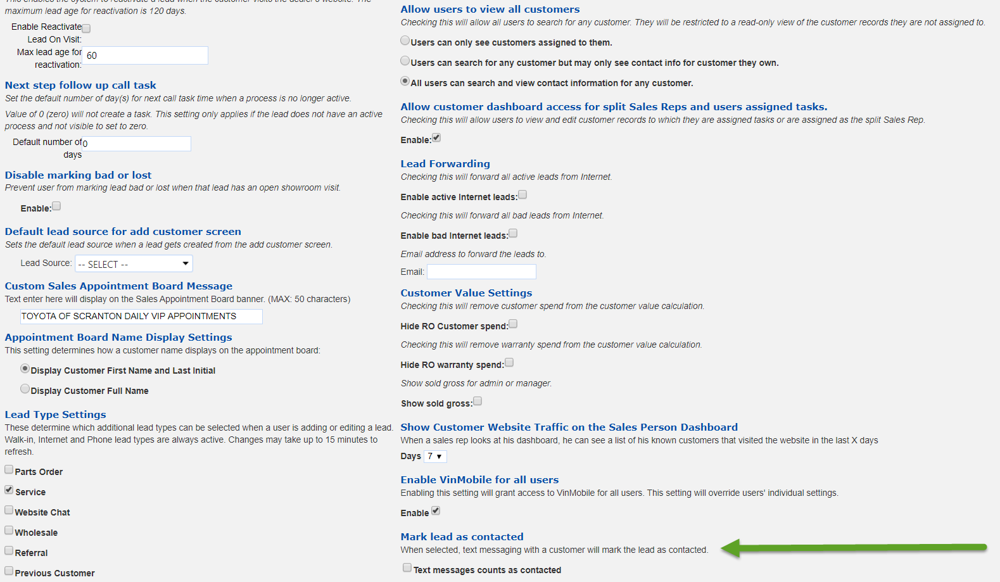 This enables the system to reactivate a lead when the customer visits the dealer's website. The
maximum lead age for reactivation is 120 days.
Enable Reactivate
Lead On Visit:
Max lead age for
reactivation:
60
Next step follow up call task
Set the default number of day(s) for next call task time when a process is no longer active.
Value of 0 (zero) will not create a task. This setting only applies if the lead does not have an active
process and not visible to set to zero.
Default number of
days
0
Disable marking bad or lost
Prevent user from marking lead bad or lost when that lead has an open showroom visit.
Enable:
Default lead source for add customer screen
Sets the default lead source when a lead gets created from the add customer screen.
Lead Source: -- SELECT --
Custom Sales Appointment Board Message
Text enter here will display on the Sales Appointment Board banner. (MAX: 50 characters)
TOYOTA OF SCRANTON DAILY VIP APPOINTMENTS
Appointment Board Name Display Settings
This setting determines how a customer name displays on the appointment board:
Display Customer First Name and Last Initial
Display Customer Full Name
Lead Type Settings
These determine which additional lead types can be selected when a user is adding or editing a lead.
Walk-in, Internet and Phone lead types are always active. Changes may take up to 15 minutes to
refresh.
Parts Order
Service
Website Chat
Wholesale
Referral
Previous Customer
Allow users to view all customers
Checking this will allow all users to search for any customer. They will be restricted to a read-only view of the customer records they are not assigned to.
Users can only see customers assigned to them.
Users can search for any customer but may only see contact info for customer they own.
All users can search and view contact information for any customer.
Allow customer dashboard access for split Sales Reps and users assigned tasks.
Checking this will allow users to view and edit customer records to which they are assigned tasks or are assigned as the split Sales Rep.
Enable:
Lead Forwarding
Checking this will forward all active leads from Internet.
Enable active Internet leads:
Checking this will forward all bad leads from Internet.
Enable bad Internet leads:
Email address to forward the leads to.
Email:
Customer Value Settings
Checking this will remove customer spend from the customer value calculation.
Hide RO Customer spend:
Checking this will remove warranty spend from the customer value calculation.
Hide RO warranty spend:
Show sold gross for admin or manager.
Show sold gross:
Show Customer Website Traffic on the Sales Person Dashboard
When a sales rep looks at his dashboard, he can see a list of his known customers that visited the website in the last X days
Days 7
Enable VinMobile for all users
Enabling this setting will grant access to VinMobile for all users. This setting will override users' individual settings.
Enable
Mark lead as contacted
When selected, text messaging with a customer will mark the lead as contacted.
Text messages counts as contacted